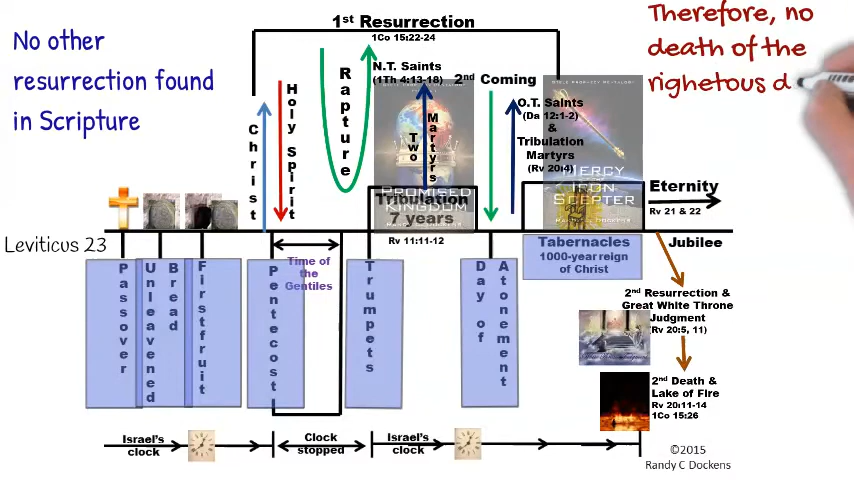 1st Resurrection
1Co 15:22-24
No other
resurrection found
in Scripture
Therefore, no
death of the
righetous d
Christ
Holy Spirit
Rapture
N.T. Saints
(1Th 4:13-18)
Two
Martyrs
2nd Coming
O.T. Saints
(Da 12:1-2)
&
Tribulation
Martyrs
(Rv 20:4)
PROMISED
KINGDOM
MERCY
IRON
SCEPTER
Tribulation
7 years
Rv 11:11-12
Eternity
Rv 21 & 22
Leviticus 23
Jubilee
Passover
Unleavened
Bread
Firstfruit
Pentecost
Time of
the
Gentiles
Trumpets
Day of
Atonement
Tabernacles
1000-year reign
of Christ
2nd Resurrection &
Great White Throne
Judgment
(Rv 20:5, 11)
2nd Death &
Lake of Fire
Rv 20:11-14
1Co 15:26
Israel's
clock
Clock
stopped
Israel's
clock
©2015
Randy C Dockens